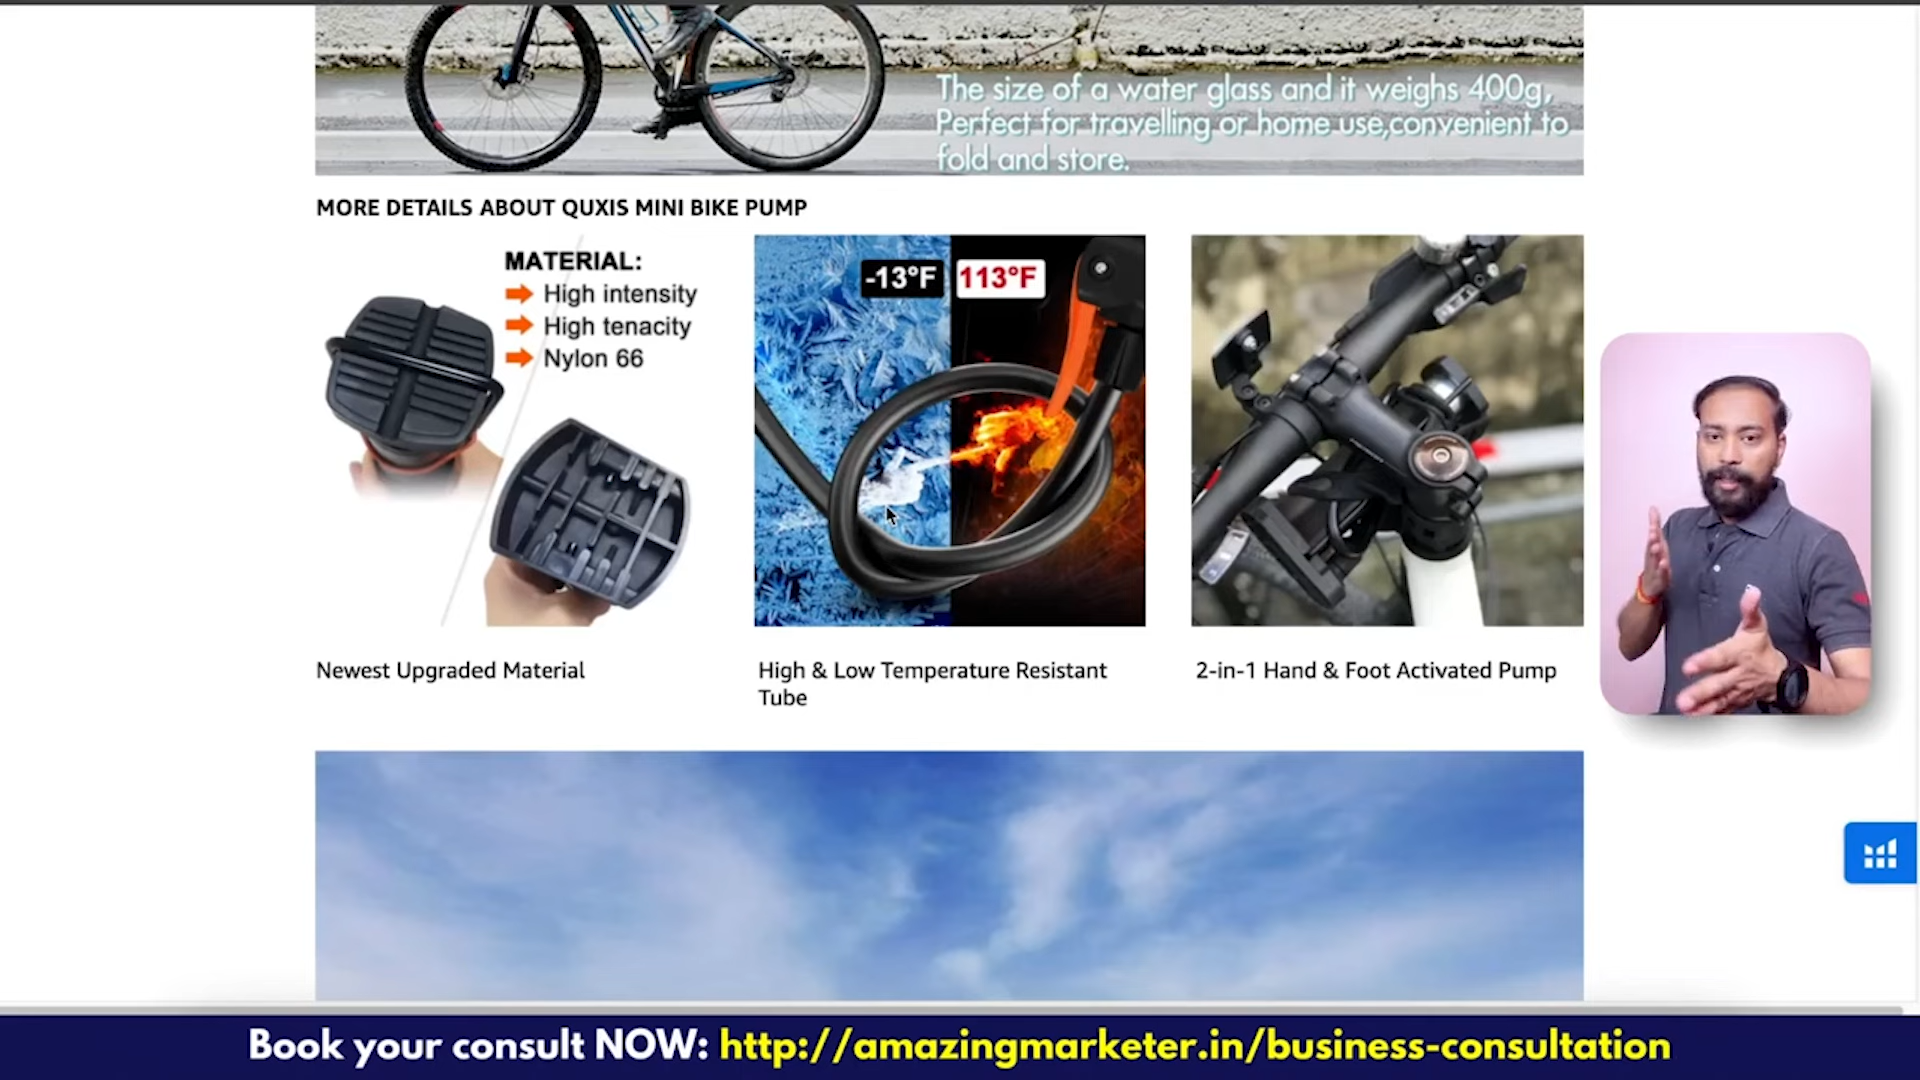 The size of a water glass and it weighs 400g,
Perfect for travelling or home use,convenient to
fold and store.
MORE DETAILS ABOUT QUXIS MINI BIKE PUMP
MATERIAL:
High intensity
High tenacity
Nylon 66
-13°F 113°F
Newest Upgraded Material
High & Low Temperature Resistant
Tube
2-in-1 Hand & Foot Activated Pump
Book your consult NOW: http://amazingmarketer.in/business-consultation